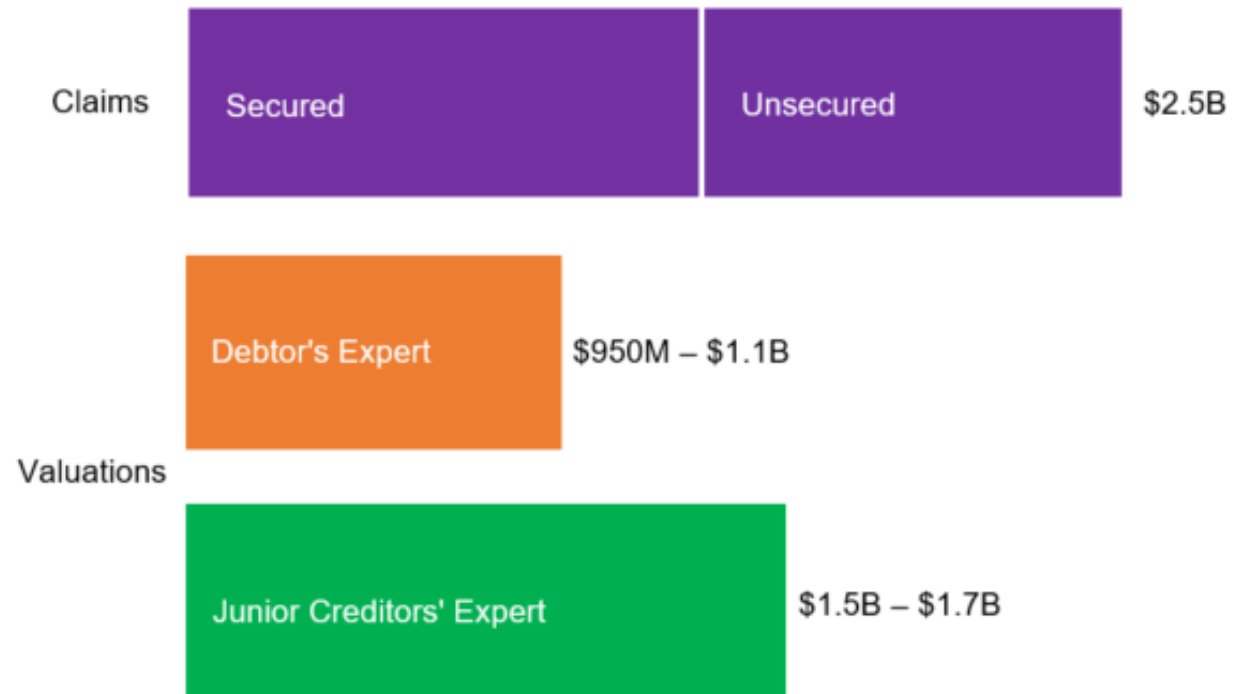 Claims
Secured
Unsecured
$2.5B
Debtor's Expert
$950M – $1.1B
Valuations
Junior Creditors' Expert
$1.5B – $1.7B